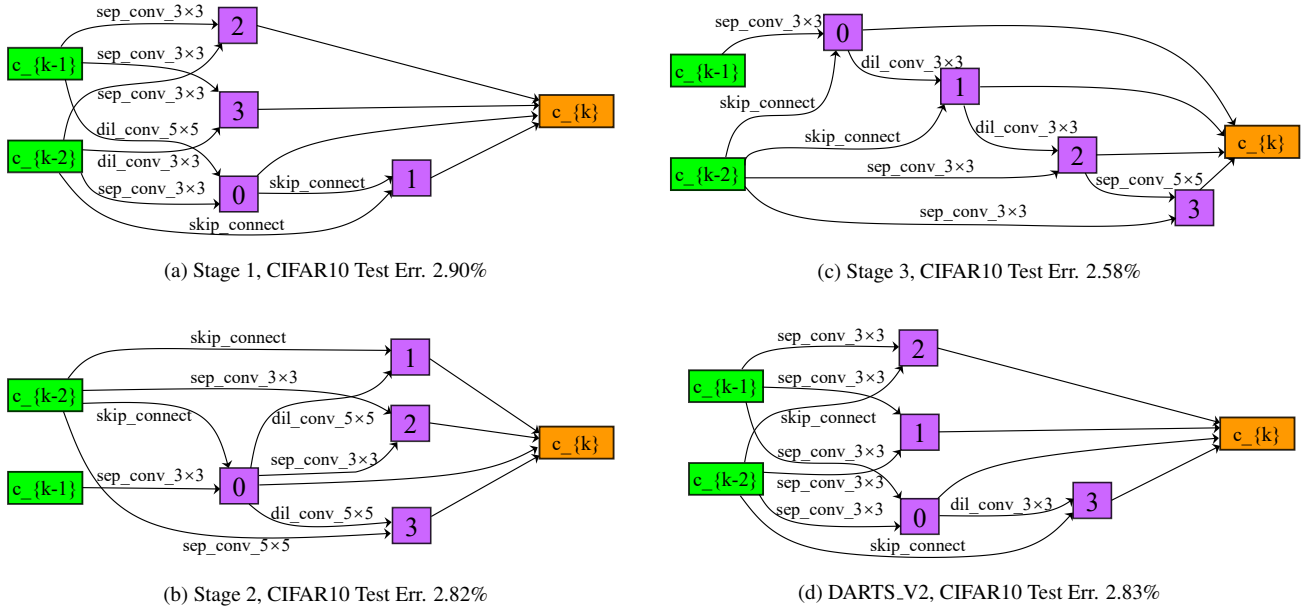 sep_conv_3×3
2
c_{k-1}
sep_conv_3×3
sep_conv_3×3
3
c_{k}
dil_conv_5×5
c_{k-2}
dil_conv_3×3
sep_conv_3×3
0
skip_connect
1
skip_connect
(a) Stage 1, CIFAR10 Test Err. 2.90%
sep_conv_3×3
0
c_{k-1}
dil_conv_3×3
1
skip_connect
skip_connect
dil_conv_3×3
c_{k}
2
c_{k-2}
sep_conv_3×3
sep_conv_5×5
3
sep_conv_3×3
(c) Stage 3, CIFAR10 Test Err. 2.58%
skip_connect
1
c_{k-2}
sep_conv_3×3
skip_connect
dil_conv_5×5
2
c_{k}
sep_conv_3×3
sep_conv_3×3
c_{k-1}
0
dil_conv_5×5
3
sep_conv_5×5
(b) Stage 2, CIFAR10 Test Err. 2.82%
sep_conv_3×3
2
c_{k-1}
sep_conv_3×3
skip_connect
1
c_{k}
sep_conv_3×3
c_{k-2}
sep_conv_3×3
sep_conv_3×3
0
dil_conv_3×3
3
skip_connect
(d) DARTS_V2, CIFAR10 Test Err. 2.83%